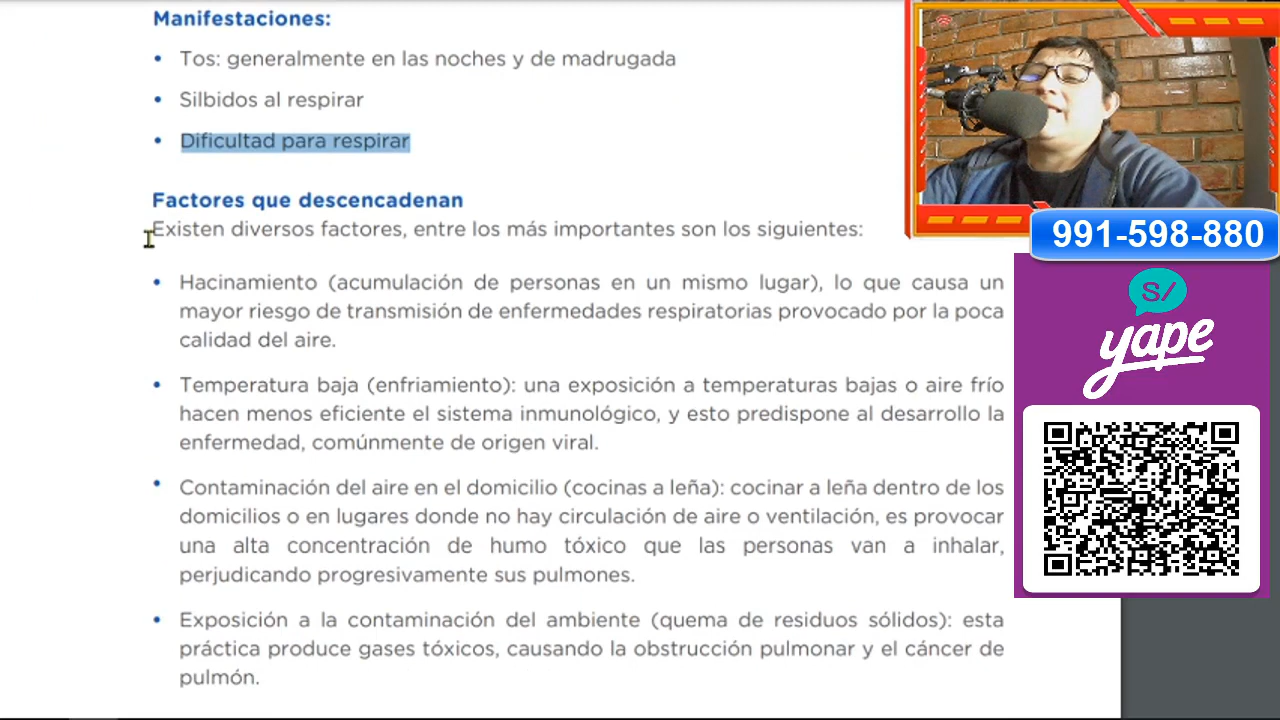 Manifestaciones:
• Tos: generalmente en las noches y de madrugada
• Silbidos al respirar
• Dificultad para respirar
Factores que descencadenan
Existen diversos factores, entre los más importantes son los siguientes:
• Hacinamiento (acumulación de personas en un mismo lugar), lo que causa un
mayor riesgo de transmisión de enfermedades respiratorias provocado por la poca
calidad del aire.
• Temperatura baja (enfriamiento): una exposición a temperaturas bajas o aire frío
hacen menos eficiente el sistema inmunológico, y esto predispone al desarrollo la
enfermedad, comúnmente de origen viral.
• Contaminación del aire en el domicilio (cocinas a leña): cocinar a leña dentro de los
domicilios o en lugares donde no hay circulación de aire o ventilación, es provocar
una alta concentración de humo tóxico que las personas van a inhalar,
perjudicando progresivamente sus pulmones.
• Exposición a la contaminación del ambiente (quema de residuos sólidos): esta
práctica produce gases tóxicos, causando la obstrucción pulmonar y el cáncer de
pulmón.
991-598-880
S/
yape